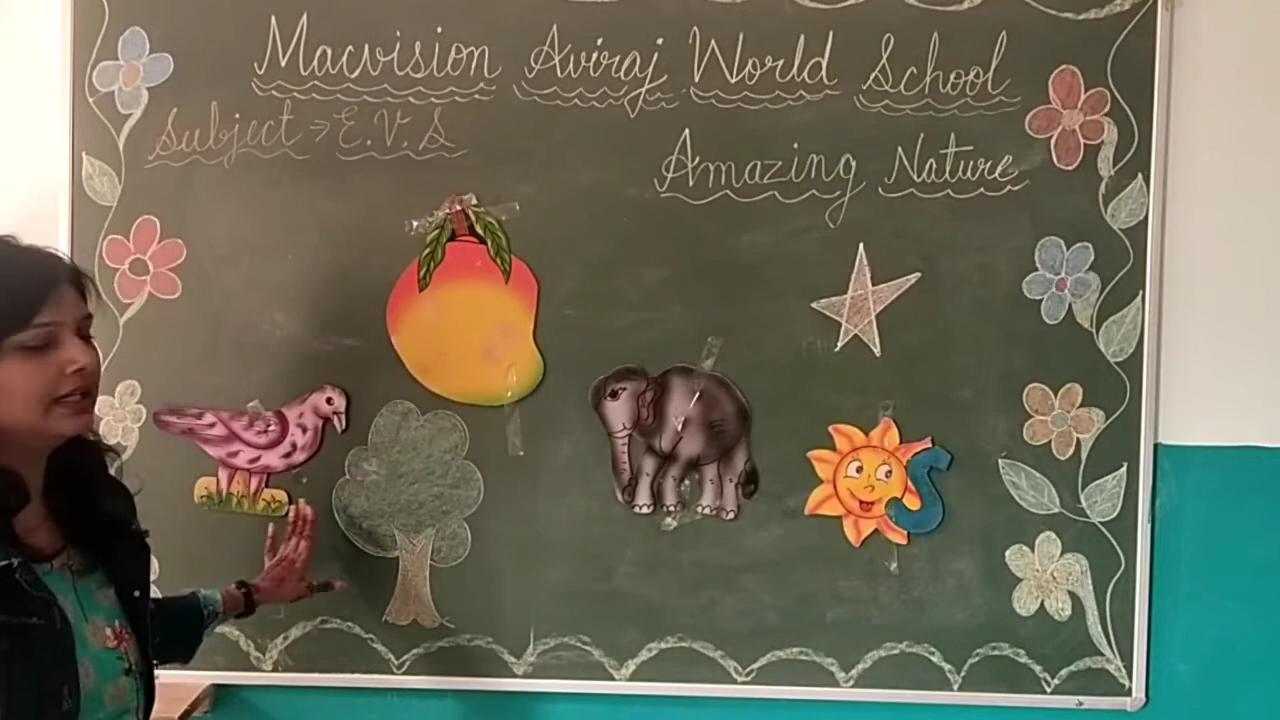 Macvision Aviraj World School
Subject → E.V.S
Amazing Nature
S